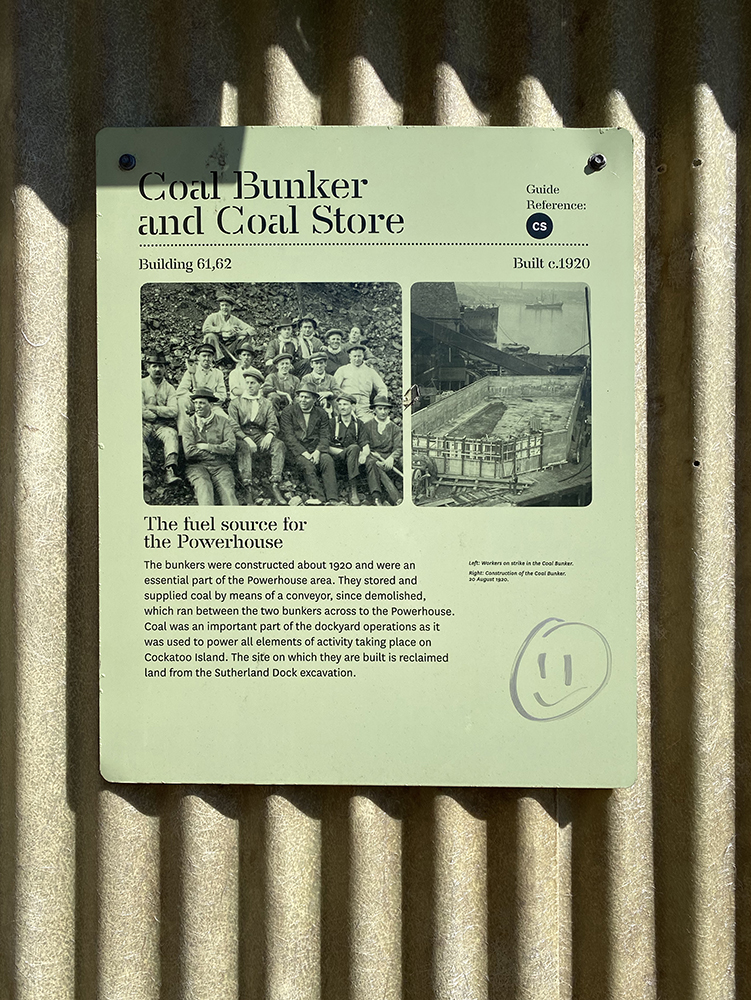 Coal Bunker
and Coal Store
Guide
Reference:
CS
Building 61,62
Built c.1920
The fuel source for
the Powerhouse
The bunkers were constructed about 1920 and were an
essential part of the Powerhouse area. They stored and
supplied coal by means of a conveyor, since demolished,
which ran between the two bunkers across to the Powerhouse.
Coal was an important part of the dockyard operations as it
was used to power all elements of activity taking place on
Cockatoo Island. The site on which they are built is reclaimed
land from the Sutherland Dock excavation.
Left: Workers on strike in the Coal Bunker.
Right: Construction of the Coal Bunker.
20 August 1920.